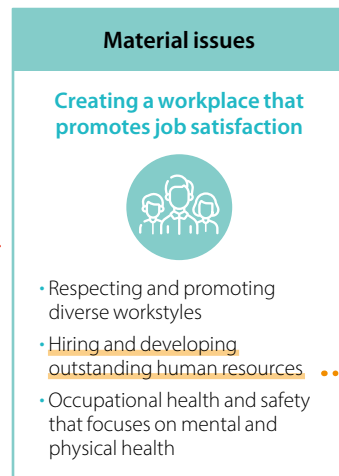 Material issues
Creating a workplace that
promotes job satisfaction
• Respecting and promoting
diverse workstyles
• Hiring and developing
outstanding human resources
• Occupational health and safety
that focuses on mental and
physical health